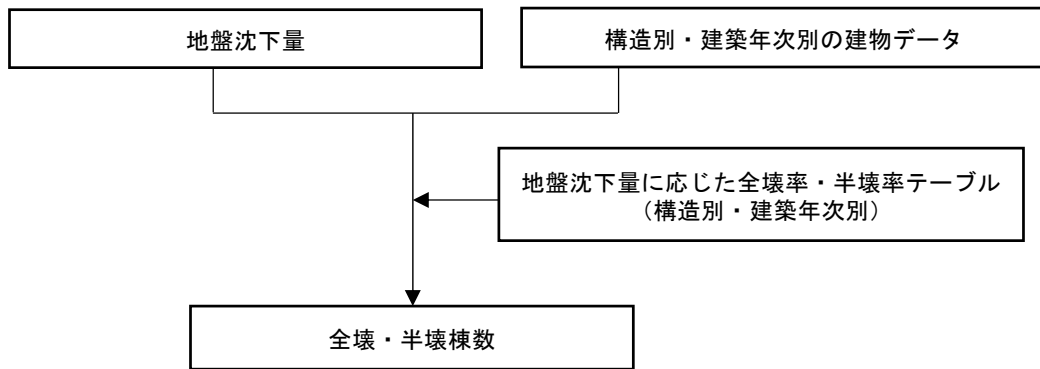 地盤沈下量
構造別・建築年次別の建物データ
地盤沈下量に応じた全壊率・半壊率テーブル
（構造別・建築年次別）
全壊・半壊棟数